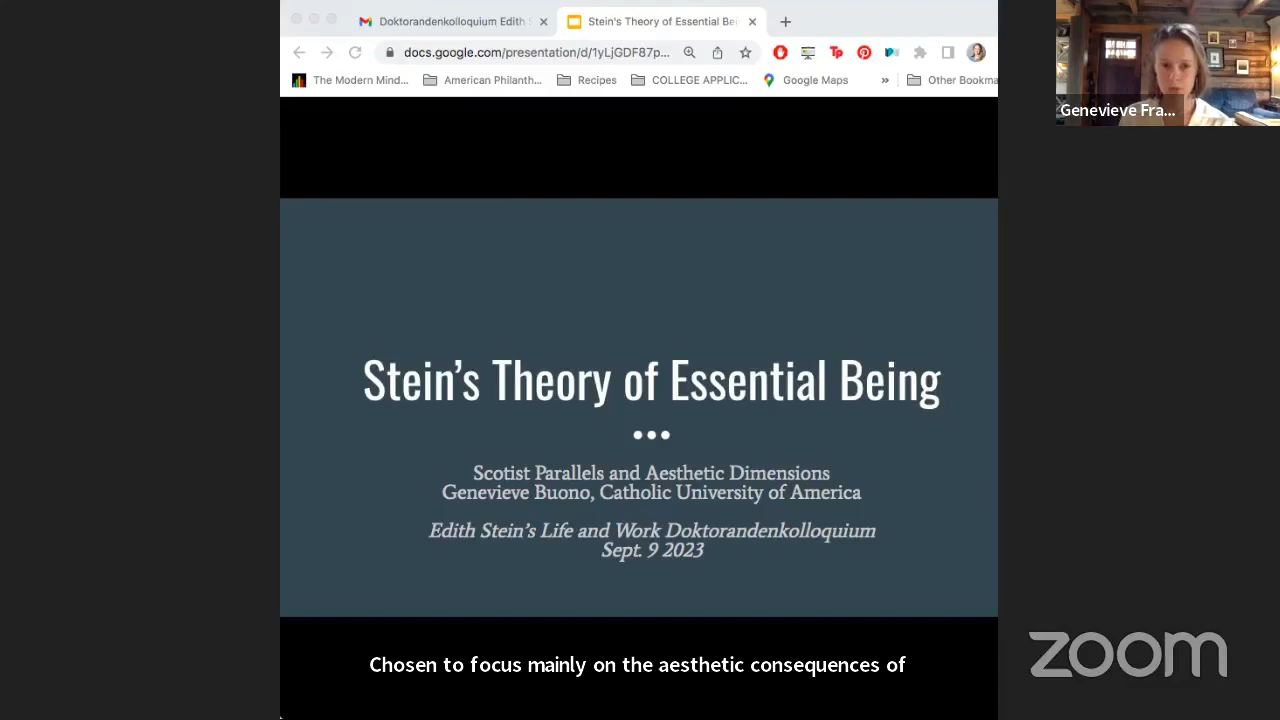 Doktorandenkolloquium Edith S
Stein's Theory of Essential Bei
docs.google.com/presentation/d/1yLjGDF87p...
The Modern Mind...
American Philanth...
Recipes
COLLEGE APPLIC...
Google Maps
»
Other Bookma
Genevieve Fra...
Stein's Theory of Essential Being
Scotist Parallels and Aesthetic Dimensions
Genevieve Buono, Catholic University of America
Edith Stein's Life and Work Doktorandenkolloquium
Sept. 9 2023
Chosen to focus mainly on the aesthetic consequences of
zoom